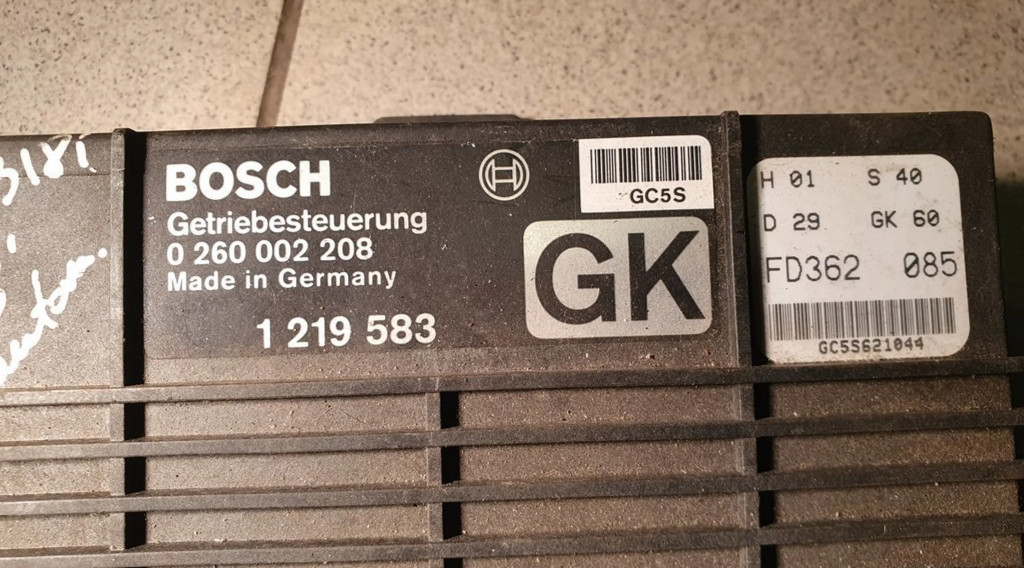 318i
BOSCH
Getriebesteuerung
0 260 002 208
Made in Germany
1 219 583
GC5S
GK
H 01 S 40
D 29 GK 60
FD362 085
GC5S621044